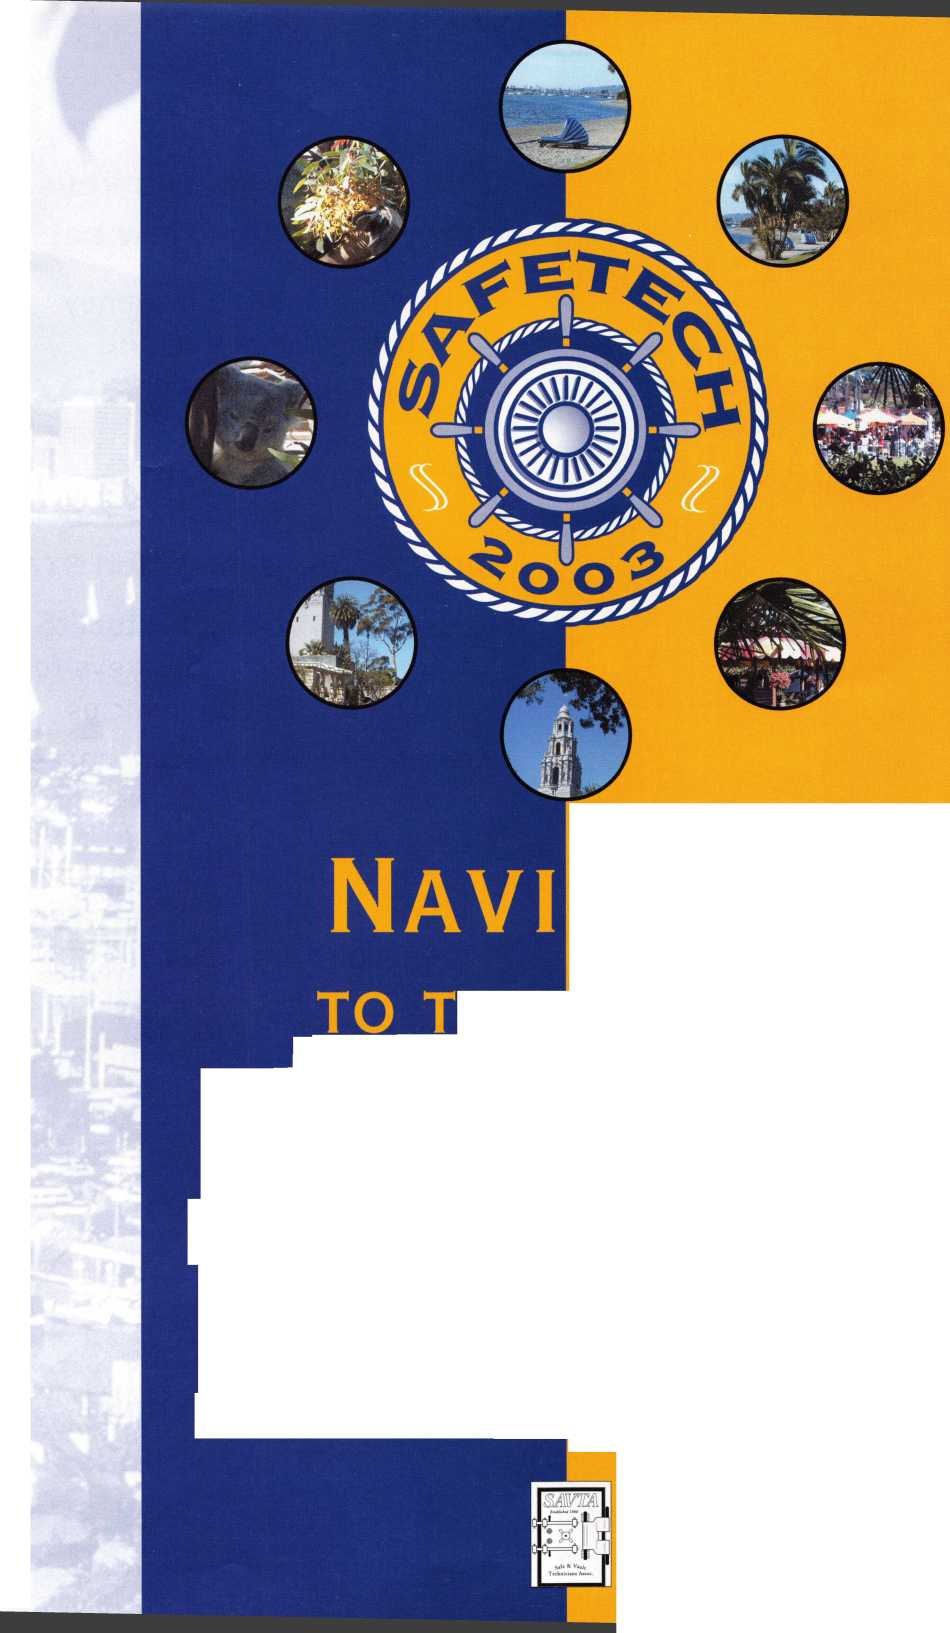 SAFETECH
2003
NAVI
TO T
SAVTA
Established 1986
Safe & Vault
Technicians Assoc.